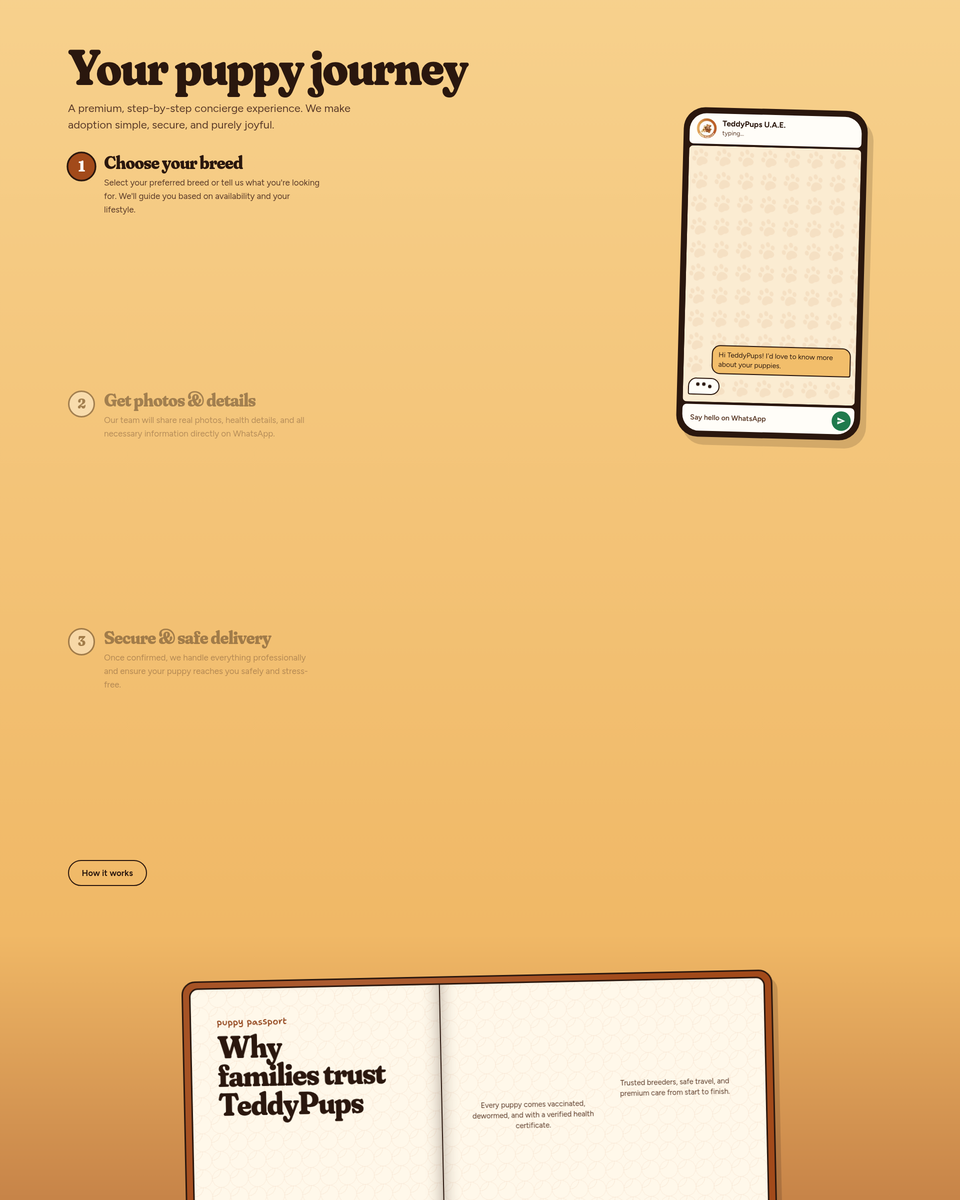 Your puppy journey
A premium, step-by-step concierge experience. We make
adoption simple, secure, and purely joyful.
1
Choose your breed
Select your preferred breed or tell us what you're looking
for. We'll guide you based on availability and your
lifestyle.
TeddyPups U.A.E.
typing...
Hi TeddyPups! I'd love to know more
about your puppies.
Say hello on WhatsApp
2
Get photos & details
Our team will share real photos, health details, and all
necessary information directly on WhatsApp.
3
Secure & safe delivery
Once confirmed, we handle everything professionally
and ensure your puppy reaches you safely and stress-
free.
How it works
puppy passport
Why
families trust
TeddyPups
Every puppy comes vaccinated,
dewormed, and with a verified health
certificate.
Trusted breeders, safe travel, and
premium care from start to finish.